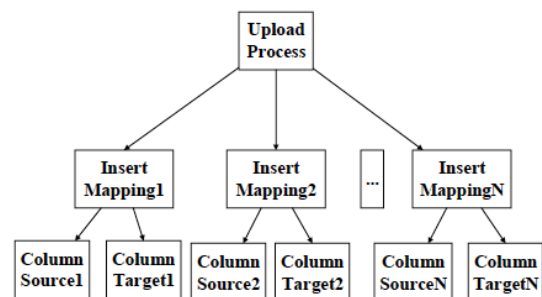 Upload
Process
Insert
Mapping1
Insert
Mapping2
...
Insert
MappingN
Column
Source1
Column
Target1
Column
Source2
Column
Target2
Column
SourceN
Column
TargetN